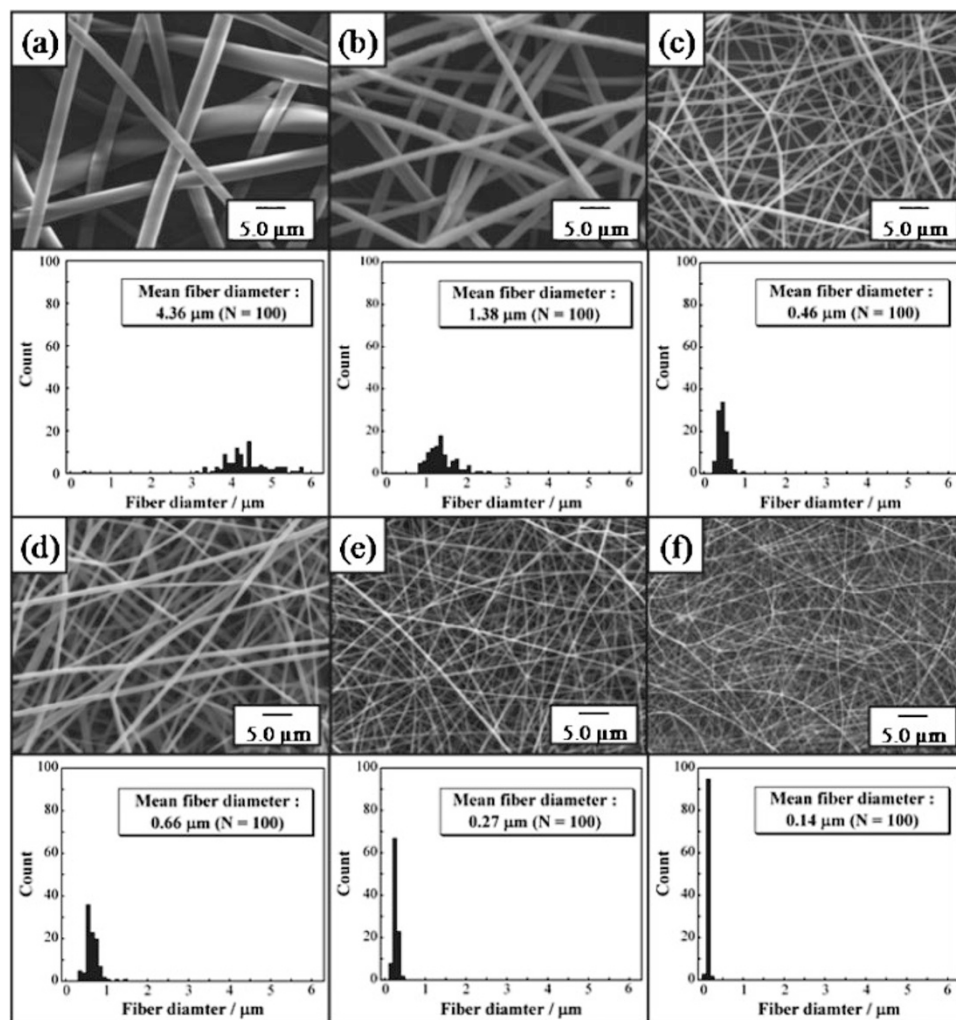 (a) (b) (c)
5.0 µm 5.0 µm 5.0 µm
100 100 100
Mean fiber diameter : Mean fiber diameter : Mean fiber diameter :
4.36 µm (N = 100) 1.38 µm (N = 100) 0.46 µm (N = 100)
80 80 80
60 60 60
Count Count Count
40 40 40
20 20 20
0 0 0
0 1 2 3 4 5 6 0 1 2 3 4 5 6 0 1 2 3 4 5 6
Fiber diamter / µm Fiber diamter / µm Fiber diamter / µm
(d) (e) (f)
5.0 µm 5.0 µm 5.0 µm
100 100 100
Mean fiber diameter : Mean fiber diameter : Mean fiber diameter :
0.66 µm (N = 100) 0.27 µm (N = 100) 0.14 µm (N = 100)
80 80 80
60 60 60
Count Count Count
40 40 40
20 20 20
0 0 0
0 1 2 3 4 5 6 0 1 2 3 4 5 6 0 1 2 3 4 5 6
Fiber diamter / µm Fiber diamter / µm Fiber diamter / µm